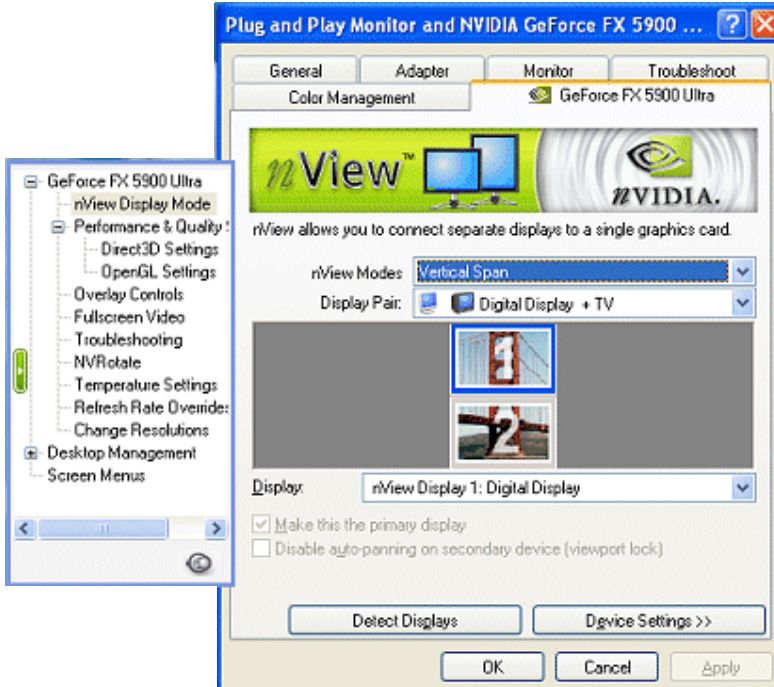 Plug and Play Monitor and NVIDIA GeForce FX 5900 ...
General Adapter Monitor Troubleshoot
Color Management GeForce FX 5900 Ultra
nView™
NVIDIA.
nView allows you to connect separate displays to a single graphics card.
nView Modes Vertical Span
Display Pair: Digital Display + TV
1
2
Display: nView Display 1: Digital Display
Make this the primary display
Disable auto-panning on secondary device (viewport lock)
Detect Displays Device Settings >>
OK Cancel Apply
GeForce FX 5900 Ultra
nView Display Mode
Performance & Quality
Direct3D Settings
OpenGL Settings
Overlay Controls
Fullscreen Video
Troubleshooting
NVRotate
Temperature Settings
Refresh Rate Override
Change Resolutions
Desktop Management
Screen Menus